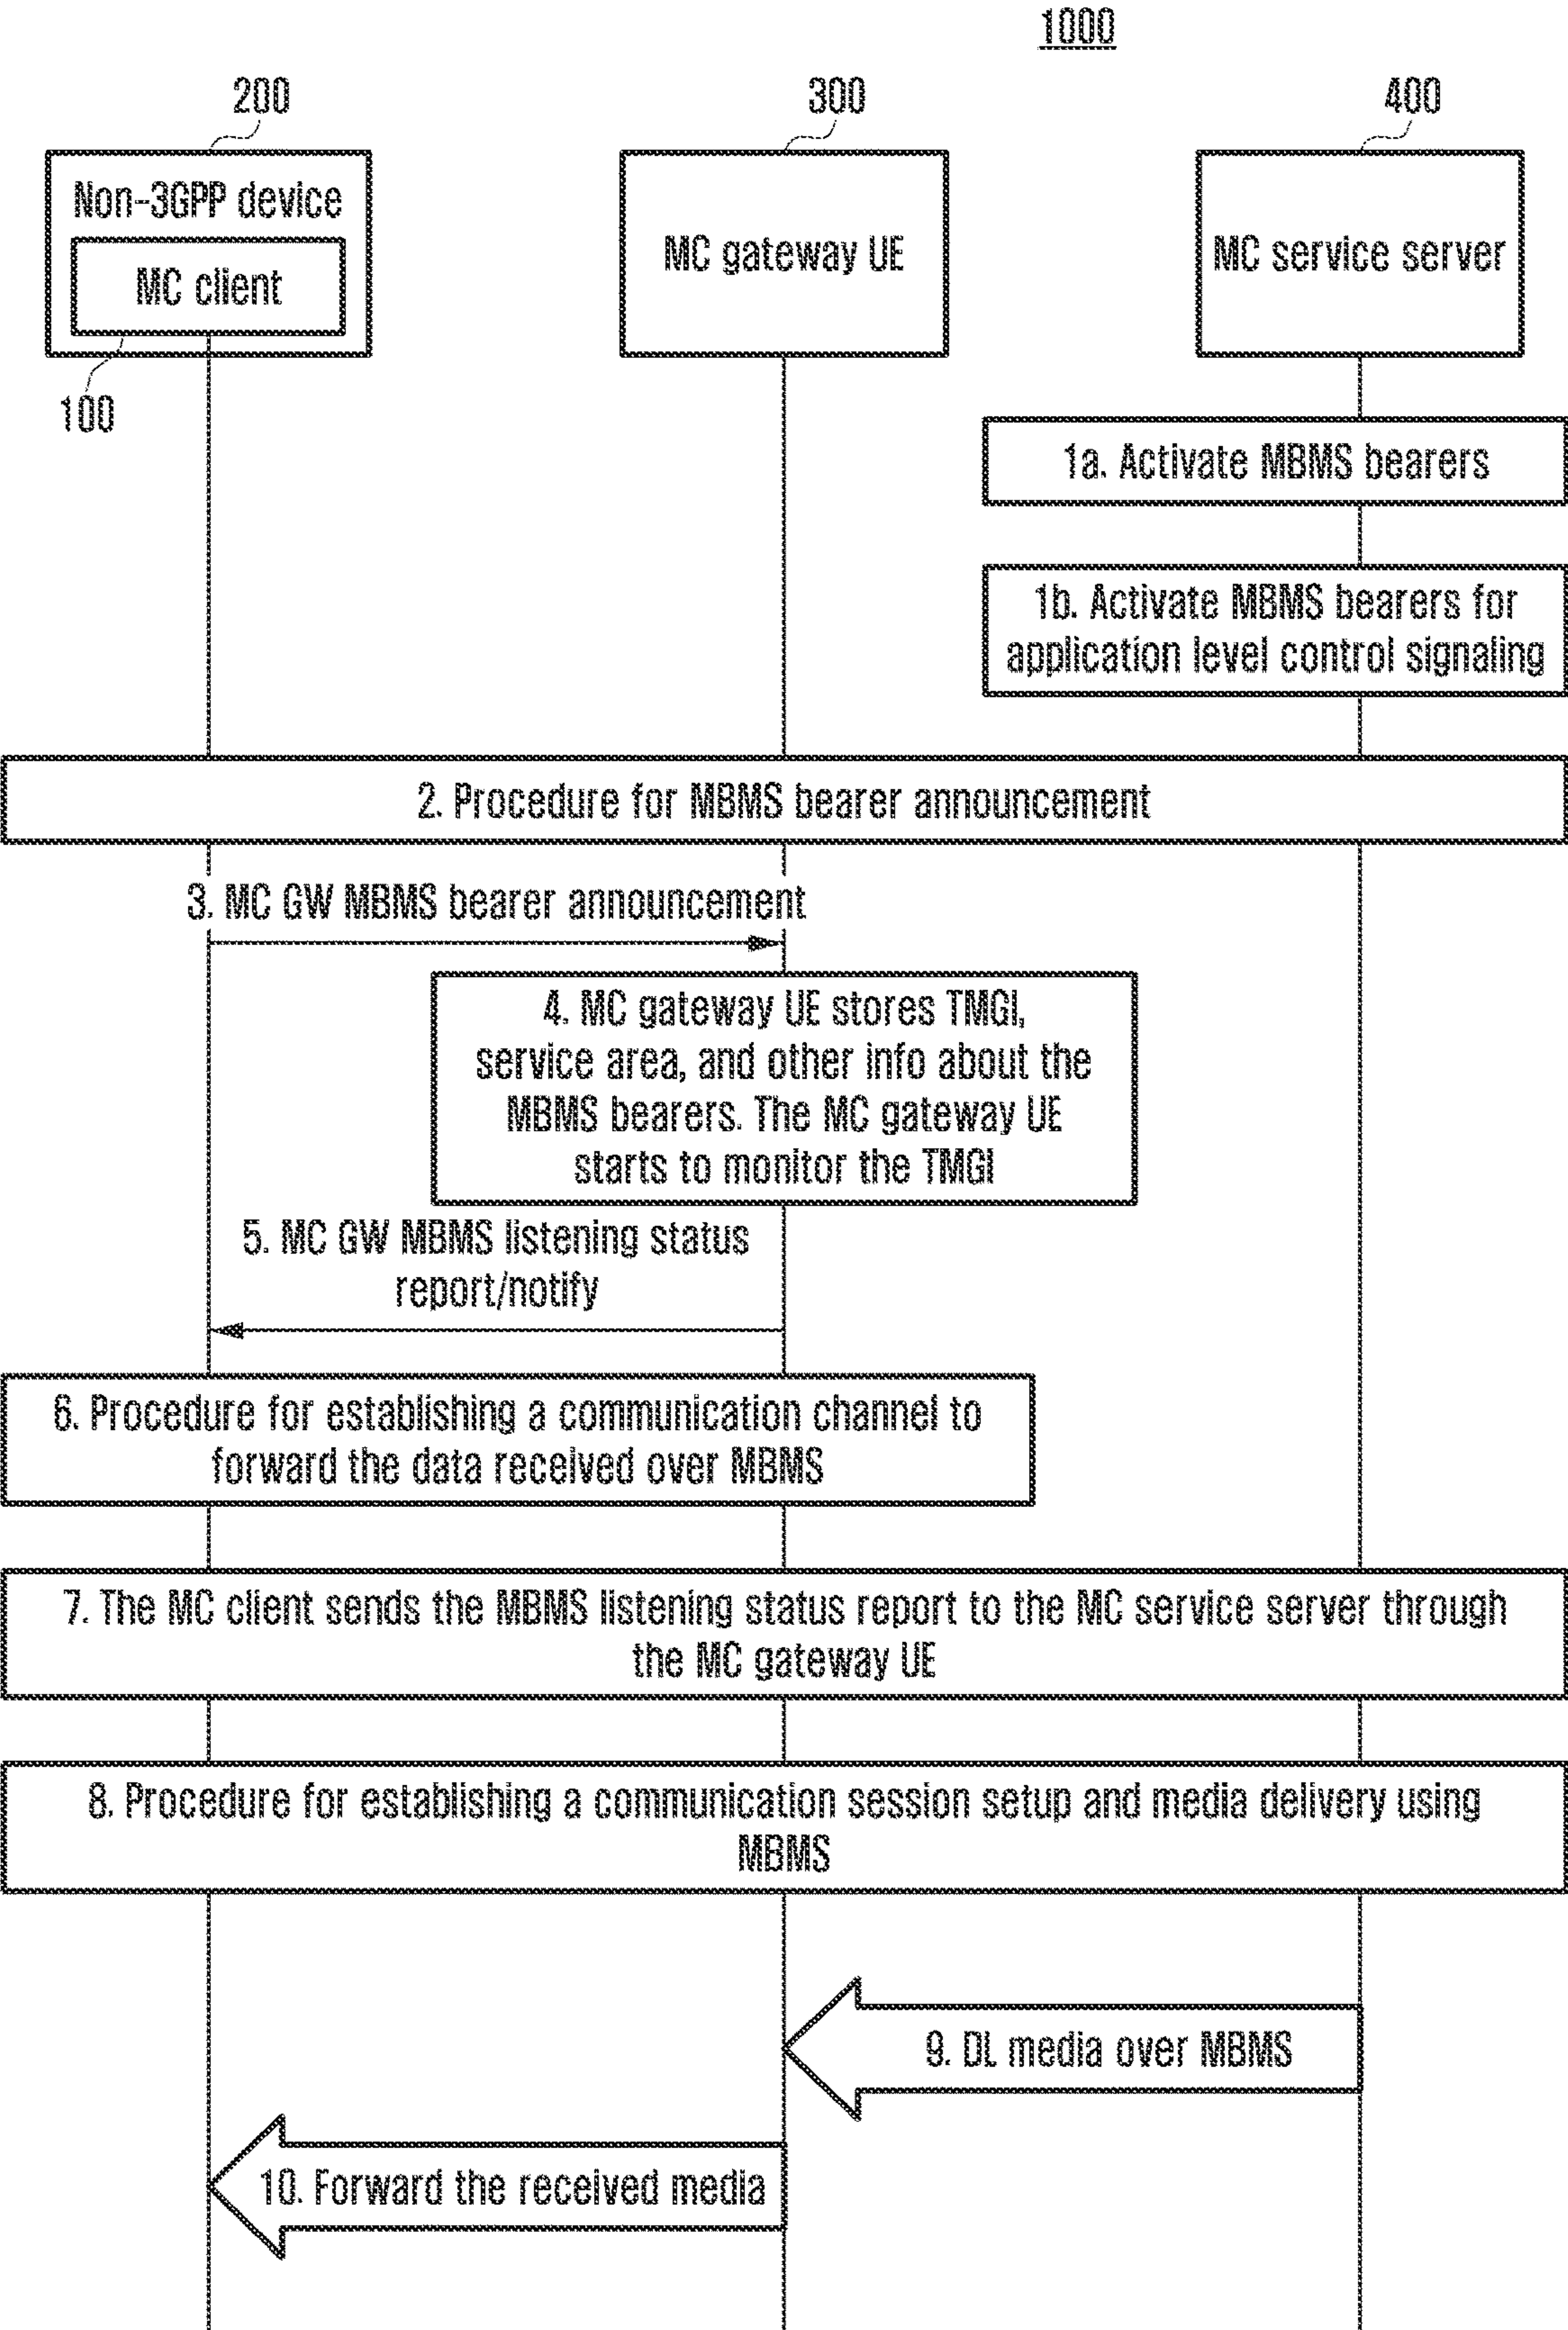 1000
200
300
400
Non-3GPP device
MC client
MC gateway UE
MC service server
100
1a. Activate MBMS bearers
1b. Activate MBMS bearers for
application level control signaling
2. Procedure for MBMS bearer announcement
3. MC GW MBMS bearer announcement
4. MC gateway UE stores TMGI,
service area, and other info about the
MBMS bearers. The MC gateway UE
starts to monitor the TMGI
5. MC GW MBMS listening status
report/notify
6. Procedure for establishing a communication channel to
forward the data received over MBMS
7. The MC client sends the MBMS listening status report to the MC service server through
the MC gateway UE
8. Procedure for establishing a communication session setup and media delivery using
MBMS
9. DL media over MBMS
10. Forward the received media